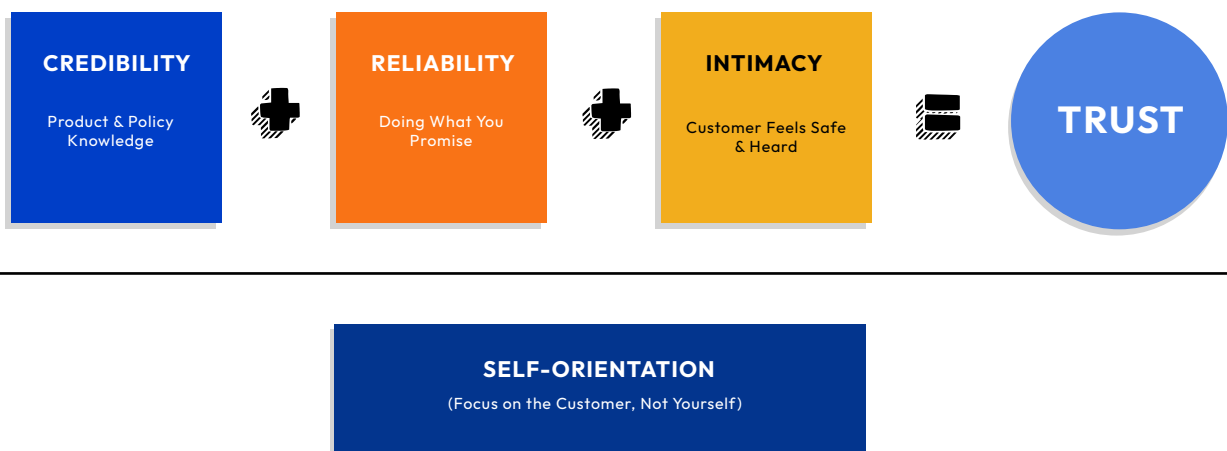 CREDIBILITY
Product & Policy
Knowledge
RELIABILITY
Doing What You
Promise
INTIMACY
Customer Feels Safe
& Heard
TRUST
SELF-ORIENTATION
(Focus on the Customer, Not Yourself)